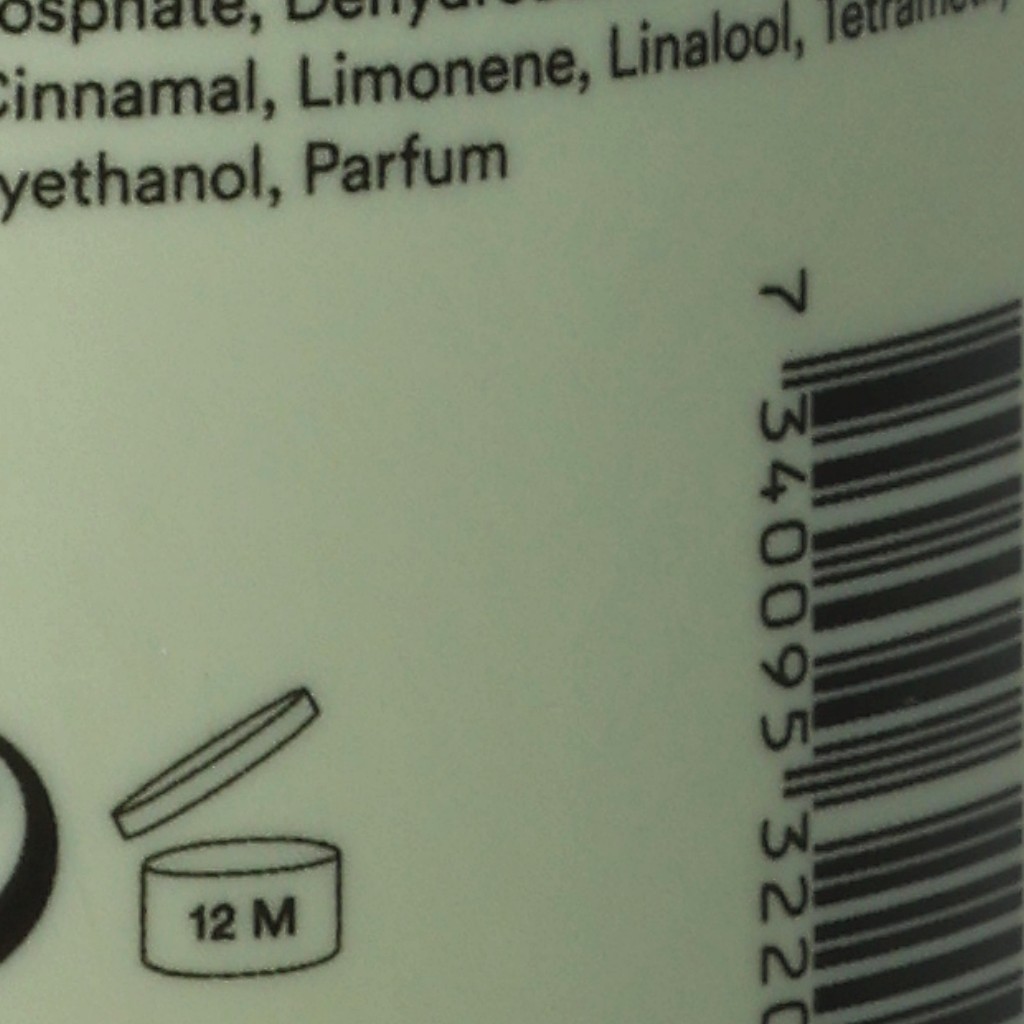 Cinnamal, Limonene, Linalool,
yethanol, Parfum
7 340095 322
12 M